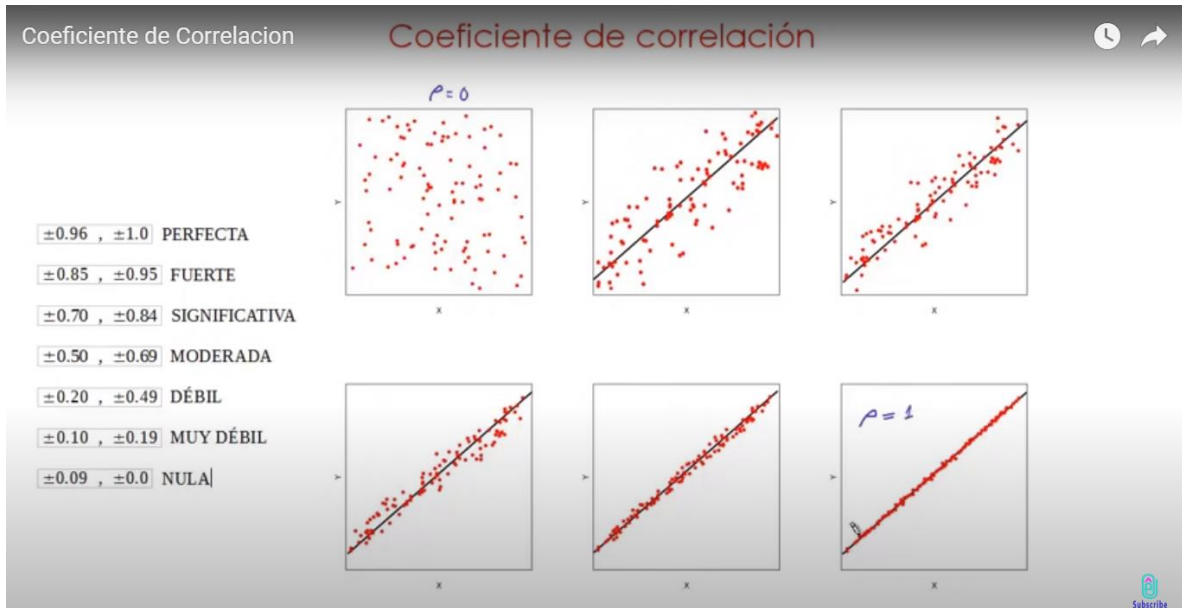 Coeficiente de Correlacion
Coeficiente de correlación
ρ = 0
Y
X
Y
X
Y
X
±0.96 , ±1.0 PERFECTA
±0.85 , ±0.95 FUERTE
±0.70 , ±0.84 SIGNIFICATIVA
±0.50 , ±0.69 MODERADA
±0.20 , ±0.49 DÉBIL
±0.10 , ±0.19 MUY DÉBIL
±0.09 , ±0.0 NULA
Y
X
Y
X
ρ = 1
Y
X
Subscribe